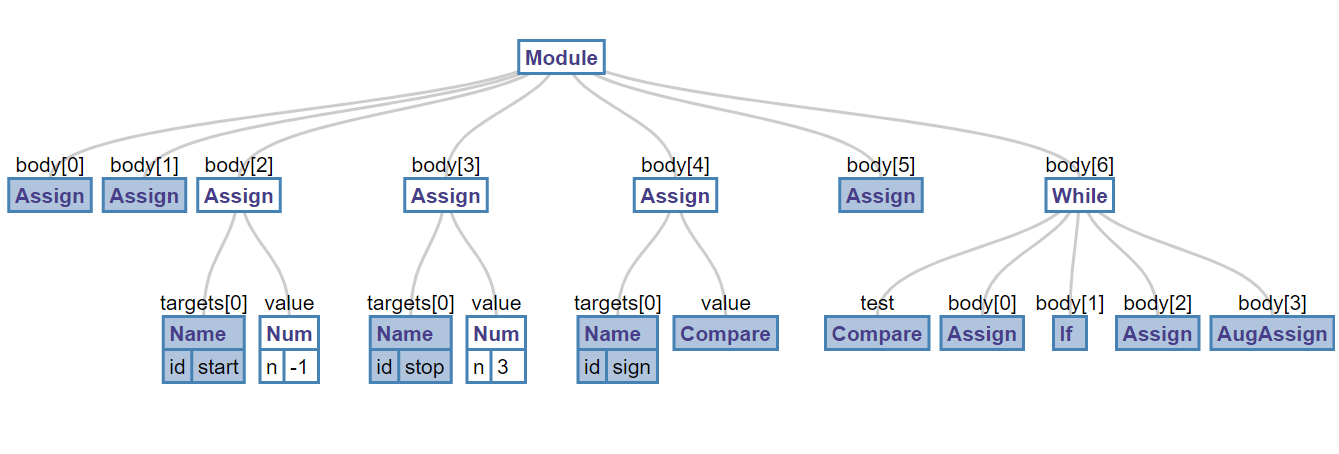 Module
body[0] body[1] body[2] body[3] body[4] body[5] body[6]
Assign Assign Assign Assign Assign Assign While
targets[0] value targets[0] value targets[0] value test body[0] body[1] body[2] body[3]
Name Num Name Num Name Compare Compare Assign If Assign AugAssign
id start n -1 id stop n 3 id sign